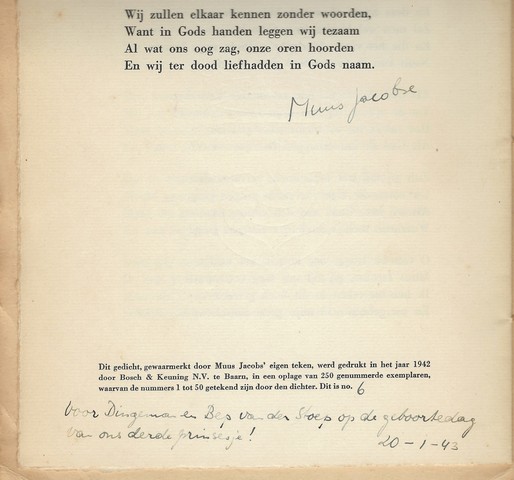 Wij zullen elkaar kennen zonder woorden,
Want in Gods handen leggen wij tezaam
Al wat ons oog zag, onze oren hoorden
En wij ter dood liefhadden in Gods naam.
Muus Jacobse
Dit gedicht, gewaarmerkt door Muus Jacobs' eigen teken, werd gedrukt in het jaar 1942
door Bosch & Keuning N.V. te Baarn, in een oplage van 250 genummerde exemplaren,
waarvan de nummers 1 tot 50 getekend zijn door den dichter. Dit is no. 6
Voor Dingeman en Bep van der Stoep op de geboortedag
van ons derde prinsesje!
20-1-43